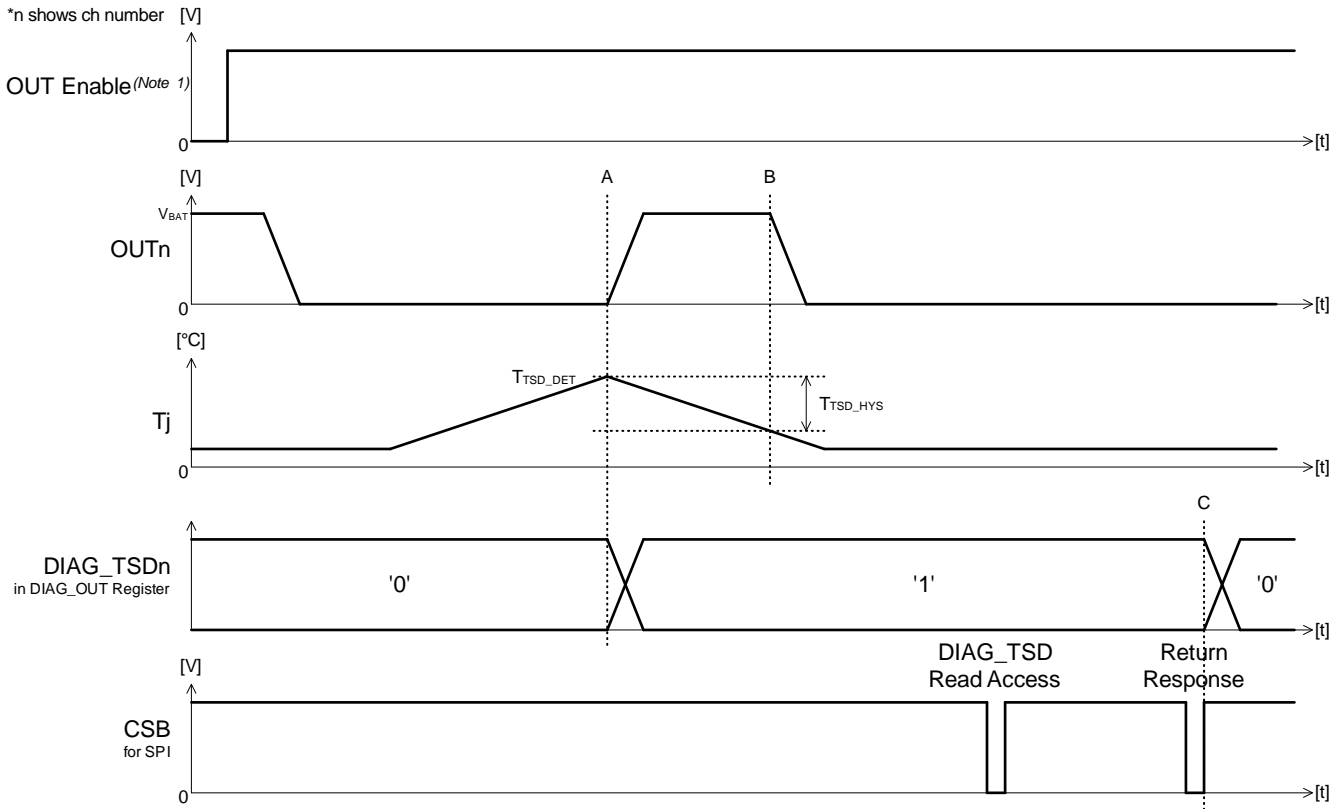 *n shows ch number [V]
OUT Enable(Note 1)
0
[t]
[V]
A
B
VBAT
OUTn
0
[t]
[°C]
TTSD_DET
TTSD_HYS
Tj
0
[t]
C
DIAG_TSDn
in DIAG_OUT Register
'0'
'1'
'0'
[t]
DIAG_TSD
Read Access
Return
Response
[V]
CSB
for SPI
0
[t]